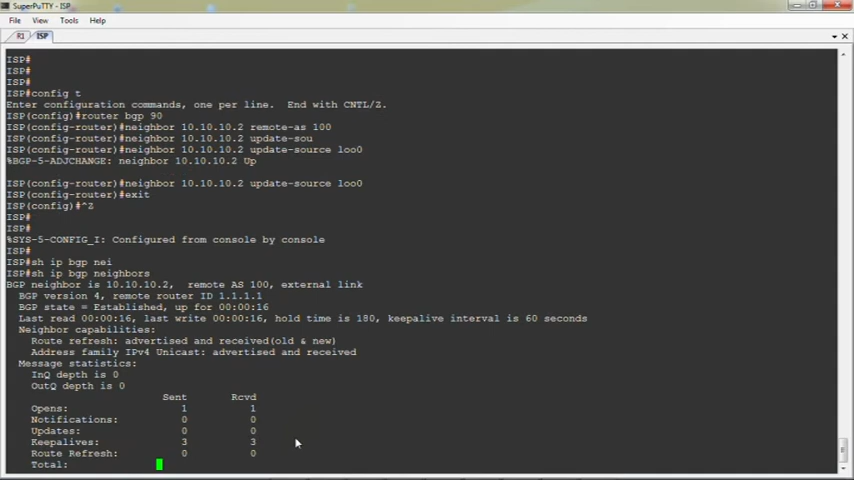 SuperPuTTY - ISP
File View Tools Help
R1 ISP
ISP#
ISP#
ISP#
ISP#config t
Enter configuration commands, one per line.  End with CNTL/Z.
ISP(config)#router bgp 90
ISP(config-router)#neighbor 10.10.10.2 remote-as 100
ISP(config-router)#neighbor 10.10.10.2 update-sou
ISP(config-router)#neighbor 10.10.10.2 update-source loo0
%BGP-5-ADJCHANGE: neighbor 10.10.10.2 Up
ISP(config-router)#neighbor 10.10.10.2 update-source loo0
ISP(config-router)#exit
ISP(config)#^Z
ISP#
ISP#
%SYS-5-CONFIG_I: Configured from console by console
ISP#
ISP#sh ip bgp nei
ISP#sh ip bgp neighbors
BGP neighbor is 10.10.10.2,  remote AS 100, external link
BGP version 4, remote router ID 1.1.1.1
BGP state = Established, up for 00:00:16
Last read 00:00:16, last write 00:00:16, hold time is 180, keepalive interval is 60 seconds
Neighbor capabilities:
Route refresh: advertised and received(old & new)
Address family IPv4 Unicast: advertised and received
Message statistics:
InQ depth is 0
OutQ depth is 0
Sent Rcvd
Opens: 1 1
Notifications: 0 0
Updates: 0 0
Keepalives: 3 3
Route Refresh: 0 0
Total: